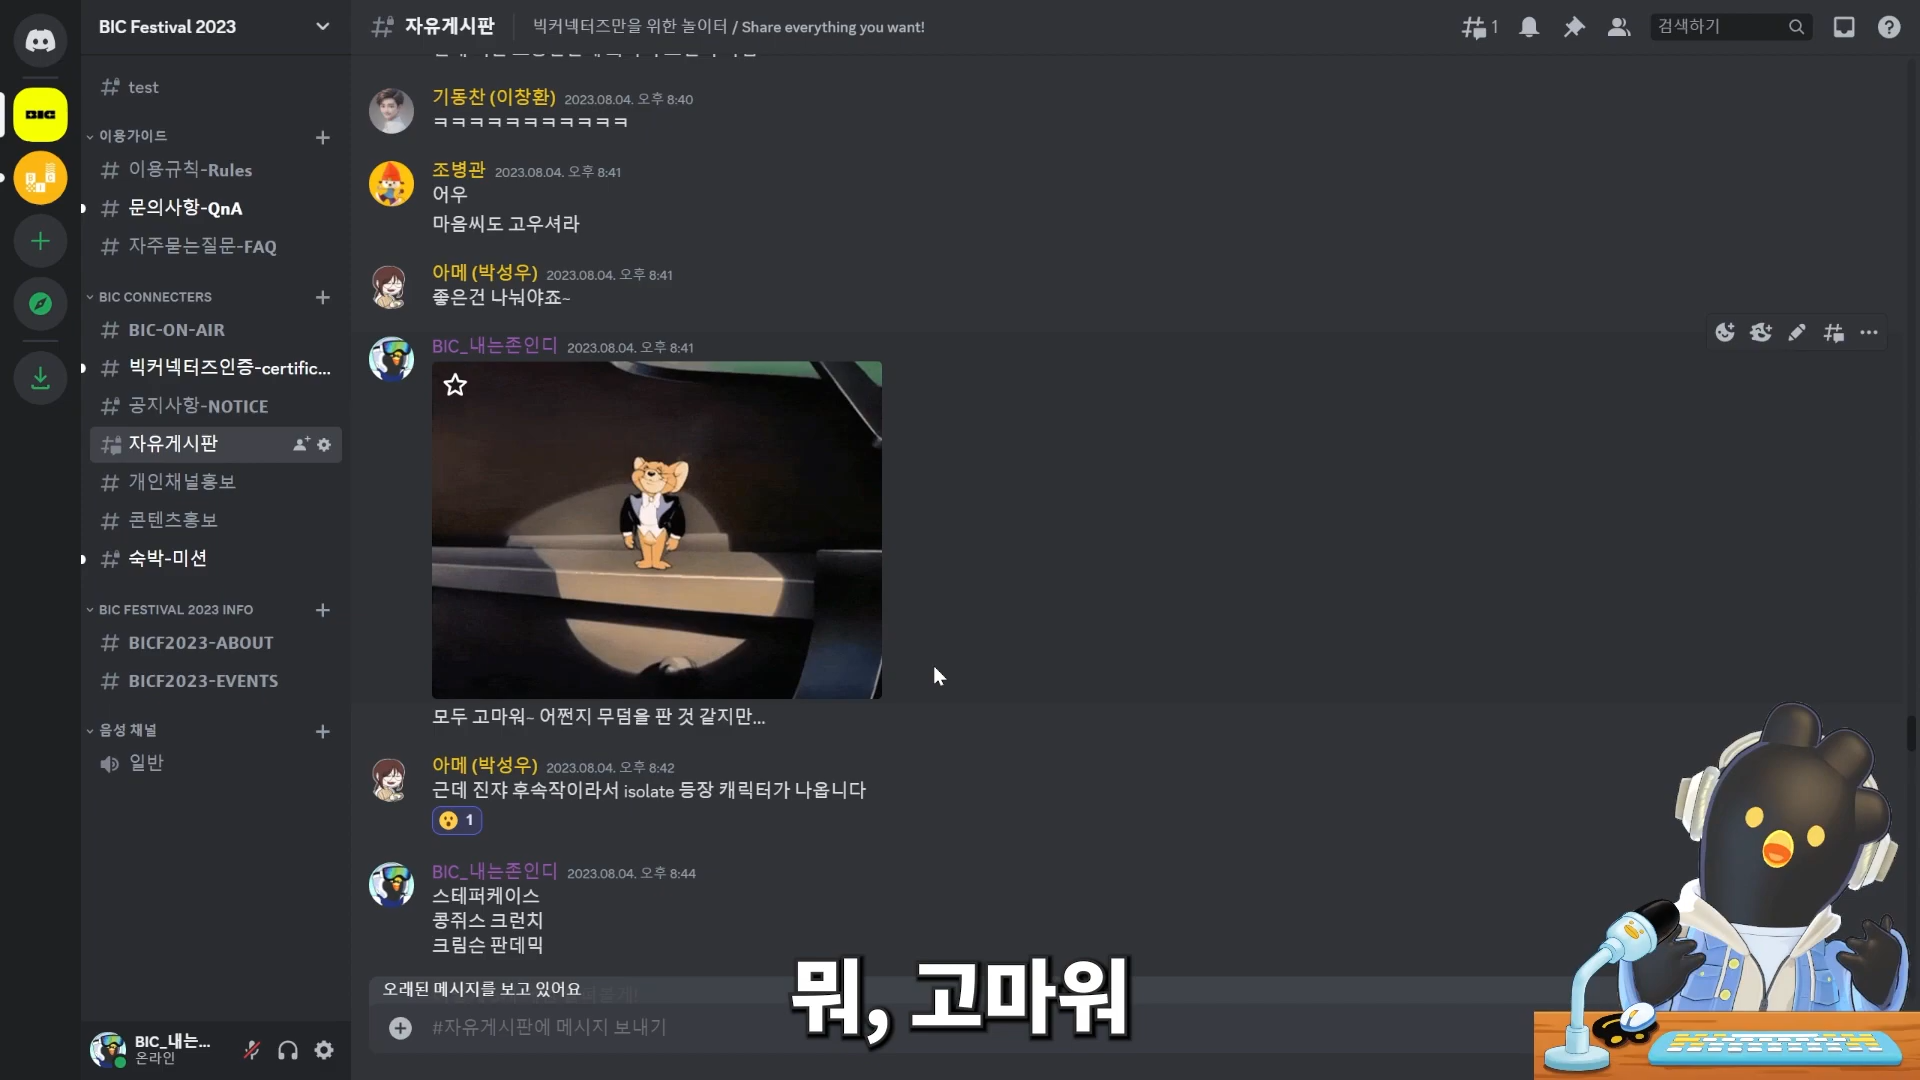 BIC Festival 2023
자유게시판
빅커넥터즈만을 위한 놀이터 / Share everything you want!
1
검색하기
BIC
test
이용가이드
이용규칙-Rules
문의사항-QnA
자주묻는질문-FAQ
BIC CONNECTERS
BIC-ON-AIR
빅커넥터즈인증-certific...
공지사항-NOTICE
자유게시판
개인채널홍보
콘텐츠홍보
숙박-미션
BIC FESTIVAL 2023 INFO
BICF2023-ABOUT
BICF2023-EVENTS
음성 채널
일반
BIC_내는...
온라인
기동찬 (이창환) 2023.08.04. 오후 8:40
ㅋㅋㅋㅋㅋㅋㅋㅋㅋㅋㅋ
조병관 2023.08.04. 오후 8:41
어우
마음씨도 고우셔라
아메 (박성우) 2023.08.04. 오후 8:41
좋은건 나눠야죠~
BIC_내는존인디 2023.08.04. 오후 8:41
모두 고마워~ 어쩐지 무덤을 판 것 같지만...
아메 (박성우) 2023.08.04. 오후 8:42
근데 진쟈 후속작이라서 isolate 등장 캐릭터가 나옵니다
1
BIC_내는존인디 2023.08.04. 오후 8:44
스테퍼케이스
콩쥐스 크런치
크림슨 판데믹
오래된 메시지를 보고 있어요
#자유게시판에 메시지 보내기
뭐, 고마워